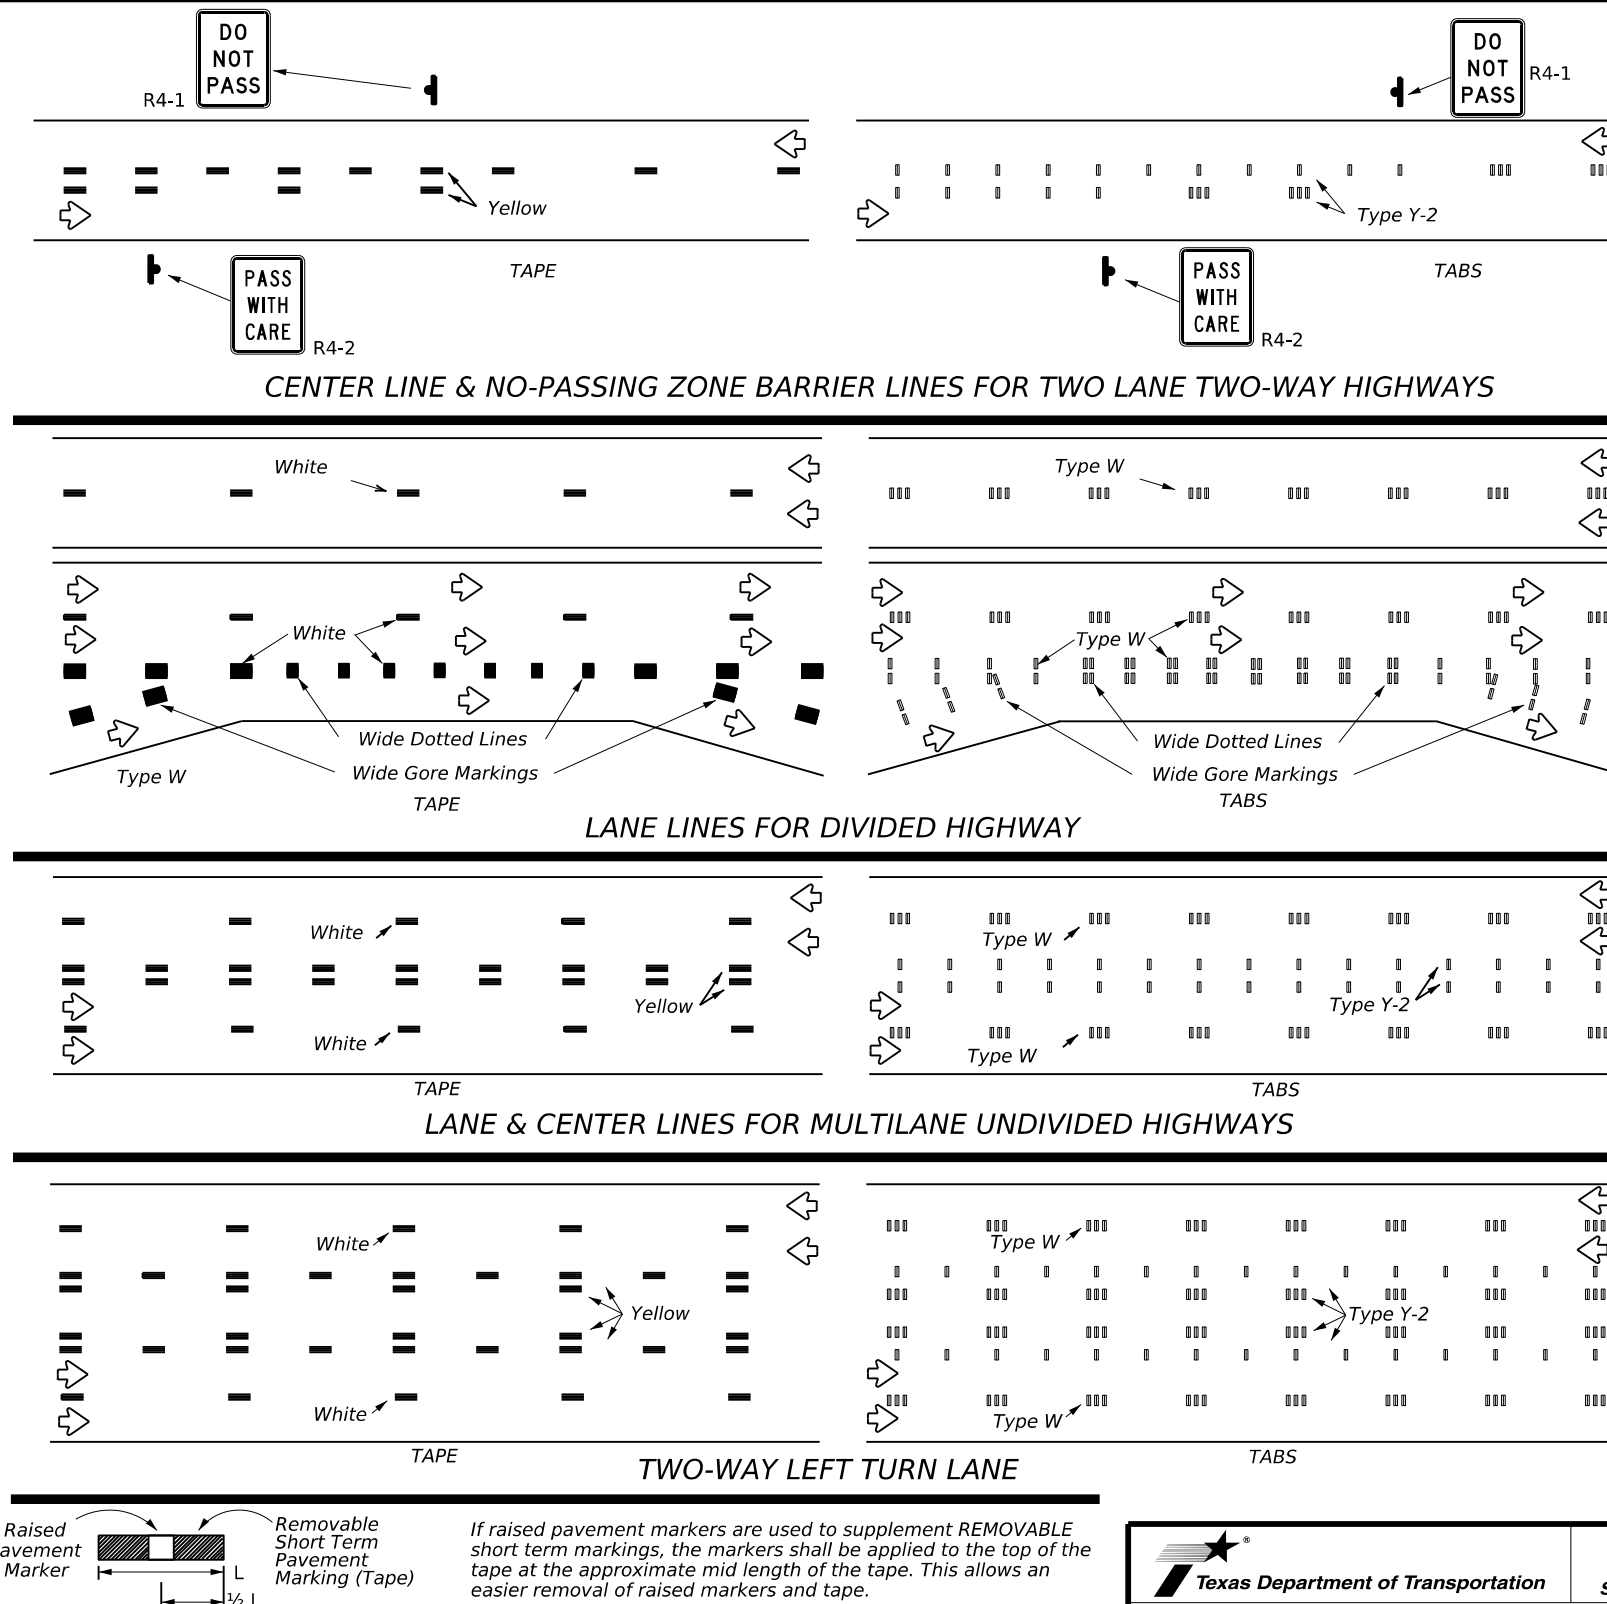 DO
NOT
PASS
R4-1
DO
NOT
PASS
R4-1
Yellow
Type Y-2
PASS
WITH
CARE
R4-2
TAPE
PASS
WITH
CARE
R4-2
TABS
CENTER LINE & NO-PASSING ZONE BARRIER LINES FOR TWO LANE TWO-WAY HIGHWAYS
White
Type W
White
Type W
Wide Dotted Lines
Wide Gore Markings
Type W
TAPE
Wide Dotted Lines
Wide Gore Markings
TABS
LANE LINES FOR DIVIDED HIGHWAY
White
Type W
Yellow
Type Y-2
White
Type W
TAPE
TABS
LANE & CENTER LINES FOR MULTILANE UNDIVIDED HIGHWAYS
White
Type W
Yellow
Type Y-2
White
Type W
TAPE
TABS
TWO-WAY LEFT TURN LANE
Raised
avement
Marker
L
½ L
Removable
Short Term
Pavement
Marking (Tape)
If raised pavement markers are used to supplement REMOVABLE
short term markings, the markers shall be applied to the top of the
tape at the approximate mid length of the tape. This allows an
easier removal of raised markers and tape.
®
Texas Department of Transportation